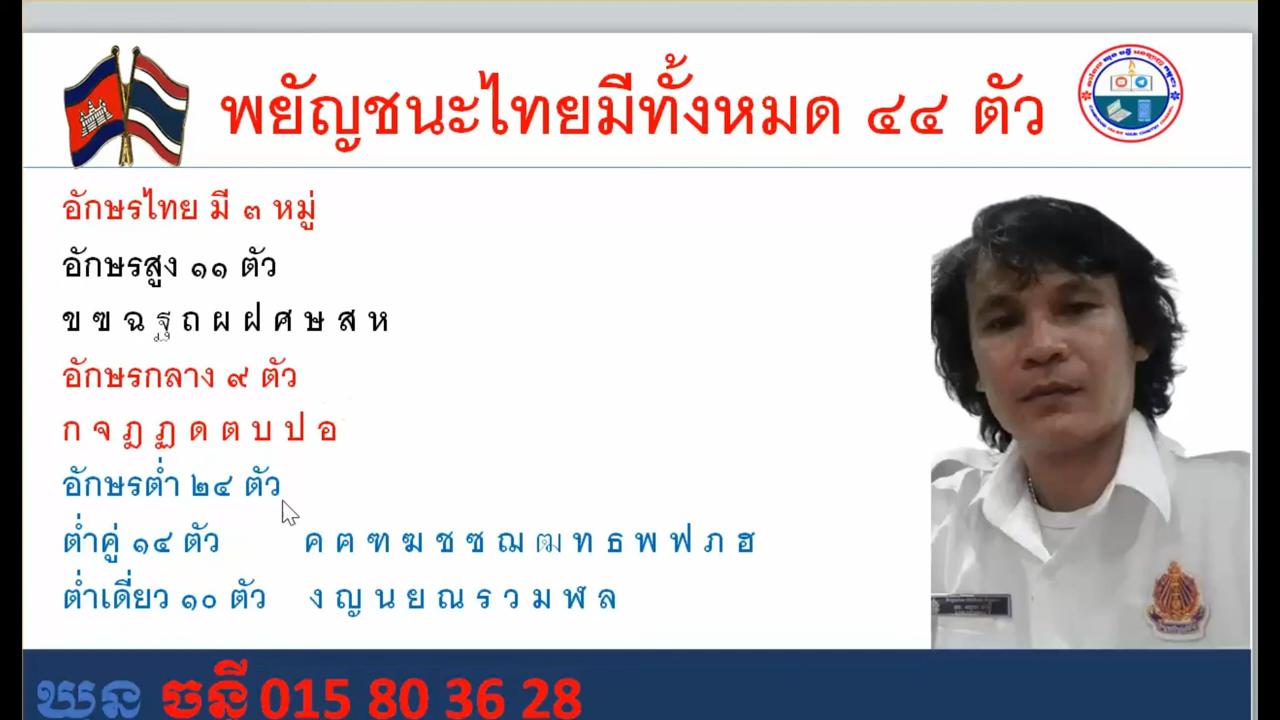 พยัญชนะไทยมีทั้งหมด ๔๔ ตัว
อักษรไทย มี ๓ หมู่
อักษรสูง ๑๑ ตัว
ข ฃ ฉ ฐ ถ ผ ฝ ศ ษ ส ห
อักษรกลาง ๙ ตัว
ก จ ฎ ฏ ด ต บ ป อ
อักษรต่ำ ๒๔ ตัว
ต่ำคู่ ๑๔ ตัว ค ฅ ฑ ฆ ช ซ ฌ ฒ ท ธ พ ฟ ภ ฮ
ต่ำเดี่ยว ๑๐ ตัว ง ญ น ย ณ ร ว ม ฬ ล
ឃុន ចន្នី 015 80 36 28